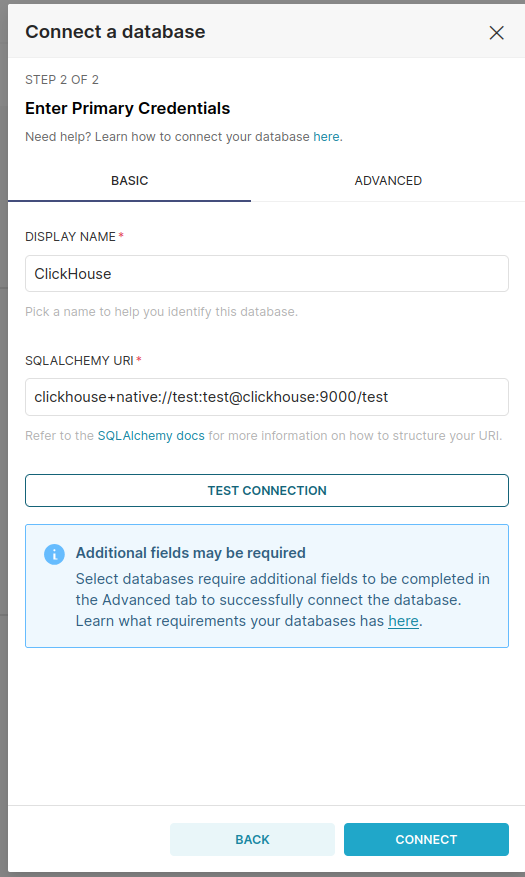 Connect a database
STEP 2 OF 2
Enter Primary Credentials
Need help? Learn how to connect your database here.
BASIC
ADVANCED
DISPLAY NAME*
ClickHouse
Pick a name to help you identify this database.
SQLALCHEMY URI*
clickhouse+native://test:test@clickhouse:9000/test
Refer to the SQLAlchemy docs for more information on how to structure your URI.
TEST CONNECTION
Additional fields may be required
Select databases require additional fields to be completed in
the Advanced tab to successfully connect the database.
Learn what requirements your databases has here.
BACK
CONNECT